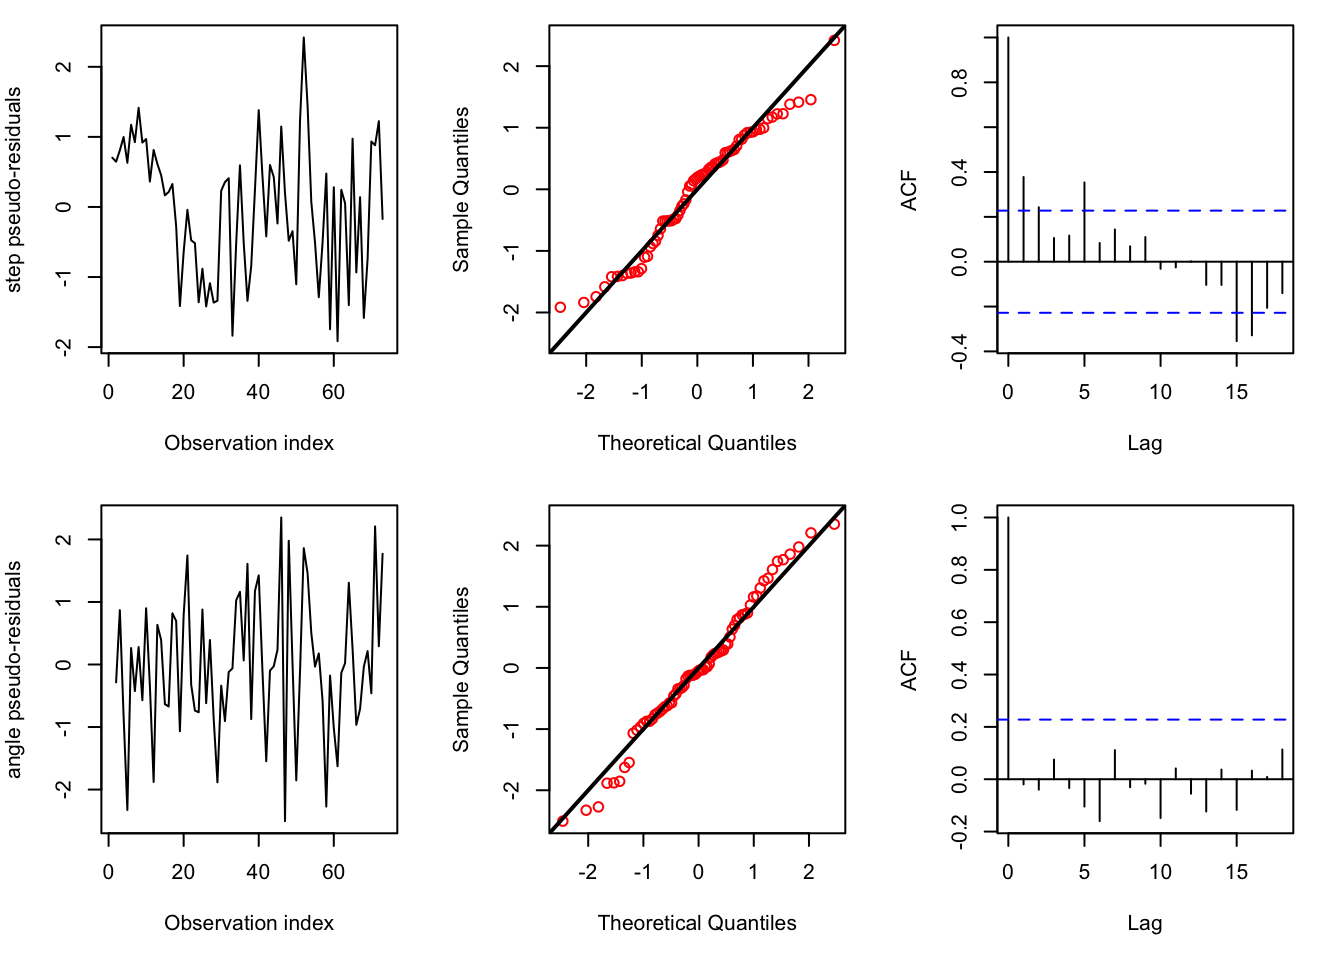 step pseudo-residuals
2
1
0
-1
-2
0 20 40 60
Observation index
Sample Quantiles
2
1
0
-1
-2
-2 -1 0 1 2
Theoretical Quantiles
ACF
0.8
0.4
0.0
-0.4
0 5 10 15
Lag
angle pseudo-residuals
2
1
0
-1
-2
0 20 40 60
Observation index
Sample Quantiles
2
1
0
-1
-2
-2 -1 0 1 2
Theoretical Quantiles
ACF
1.0
0.8
0.6
0.4
0.2
0.0
-0.2
0 5 10 15
Lag